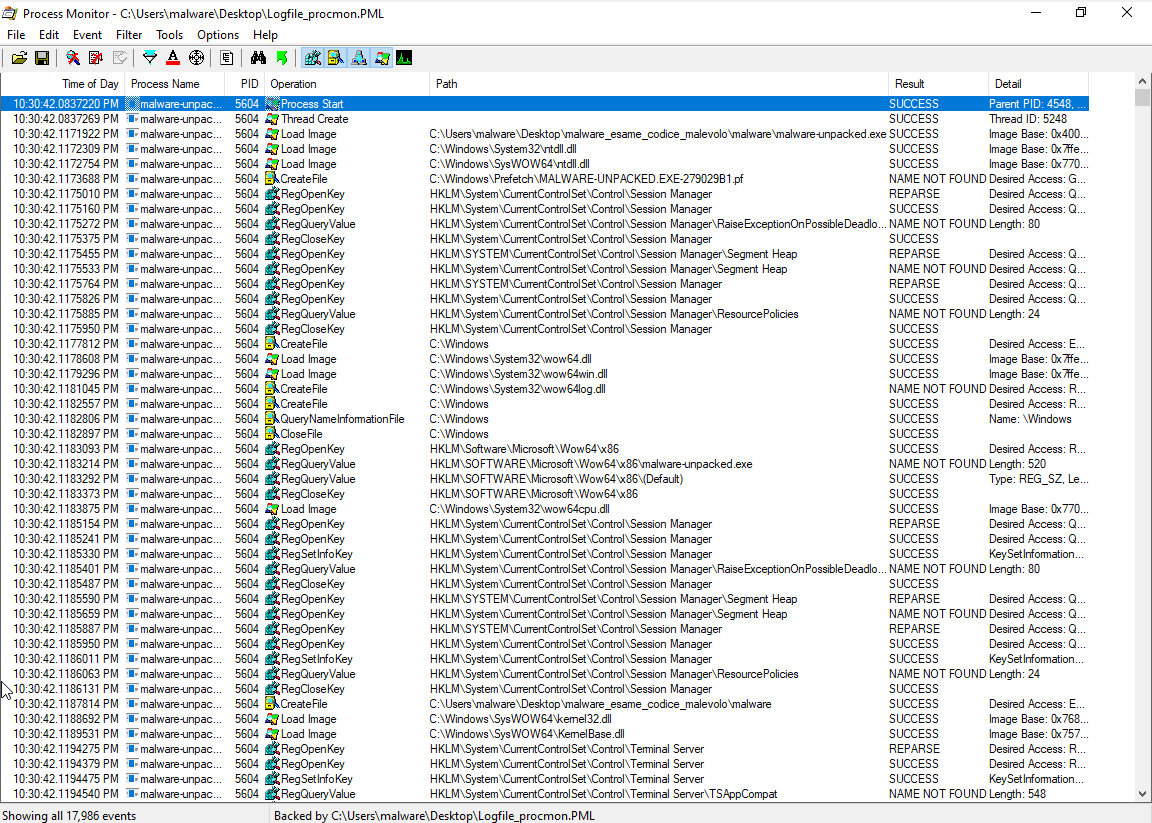 Process Monitor - C:\Users\malware\Desktop\Logfile_procmon.PML
File Edit Event Filter Tools Options Help
Time of Day Process Name PID Operation Path Result Detail
10:30:42.0837220 PM malware-unpac... 5604 Process Start SUCCESS Parent PID: 4548, ...
10:30:42.0837269 PM malware-unpac... 5604 Thread Create SUCCESS Thread ID: 5248
10:30:42.1171922 PM malware-unpac... 5604 Load Image C:\Users\malware\Desktop\malware_esame_codice_malevolo\malware\malware-unpacked.exe SUCCESS Image Base: 0x400...
10:30:42.1172309 PM malware-unpac... 5604 Load Image C:\Windows\System32\ntdll.dll SUCCESS Image Base: 0x7ffe...
10:30:42.1172754 PM malware-unpac... 5604 Load Image C:\Windows\SysWOW64\ntdll.dll SUCCESS Image Base: 0x770...
10:30:42.1173688 PM malware-unpac... 5604 CreateFile C:\Windows\Prefetch\MALWARE-UNPACKED.EXE-279029B1.pf NAME NOT FOUND Desired Access: G...
10:30:42.1175010 PM malware-unpac... 5604 RegOpenKey HKLM\System\CurrentControlSet\Control\Session Manager REPARSE Desired Access: Q...
10:30:42.1175160 PM malware-unpac... 5604 RegOpenKey HKLM\System\CurrentControlSet\Control\Session Manager SUCCESS Desired Access: Q...
10:30:42.1175272 PM malware-unpac... 5604 RegQueryValue HKLM\System\CurrentControlSet\Control\Session Manager\RaiseExceptionOnPossibleDeadlo... NAME NOT FOUND Length: 80
10:30:42.1175375 PM malware-unpac... 5604 RegCloseKey HKLM\System\CurrentControlSet\Control\Session Manager SUCCESS
10:30:42.1175455 PM malware-unpac... 5604 RegOpenKey HKLM\SYSTEM\CurrentControlSet\Control\Session Manager\Segment Heap REPARSE Desired Access: Q...
10:30:42.1175533 PM malware-unpac... 5604 RegOpenKey HKLM\System\CurrentControlSet\Control\Session Manager\Segment Heap NAME NOT FOUND Desired Access: Q...
10:30:42.1175764 PM malware-unpac... 5604 RegOpenKey HKLM\SYSTEM\CurrentControlSet\Control\Session Manager REPARSE Desired Access: Q...
10:30:42.1175826 PM malware-unpac... 5604 RegOpenKey HKLM\System\CurrentControlSet\Control\Session Manager SUCCESS Desired Access: Q...
10:30:42.1175885 PM malware-unpac... 5604 RegQueryValue HKLM\System\CurrentControlSet\Control\Session Manager\ResourcePolicies NAME NOT FOUND Length: 24
10:30:42.1175950 PM malware-unpac... 5604 RegCloseKey HKLM\System\CurrentControlSet\Control\Session Manager SUCCESS
10:30:42.1177812 PM malware-unpac... 5604 CreateFile C:\Windows SUCCESS Desired Access: E...
10:30:42.1178608 PM malware-unpac... 5604 Load Image C:\Windows\System32\wow64.dll SUCCESS Image Base: 0x7ffe...
10:30:42.1179296 PM malware-unpac... 5604 Load Image C:\Windows\System32\wow64win.dll SUCCESS Image Base: 0x7ffe...
10:30:42.1181045 PM malware-unpac... 5604 CreateFile C:\Windows\System32\wow64log.dll NAME NOT FOUND Desired Access: R...
10:30:42.1182557 PM malware-unpac... 5604 CreateFile C:\Windows SUCCESS Desired Access: R...
10:30:42.1182806 PM malware-unpac... 5604 QueryNameInformationFile C:\Windows SUCCESS Name: \Windows
10:30:42.1182897 PM malware-unpac... 5604 CloseFile C:\Windows SUCCESS
10:30:42.1183093 PM malware-unpac... 5604 RegOpenKey HKLM\Software\Microsoft\Wow64\x86 SUCCESS Desired Access: R...
10:30:42.1183214 PM malware-unpac... 5604 RegQueryValue HKLM\SOFTWARE\Microsoft\Wow64\x86\malware-unpacked.exe NAME NOT FOUND Length: 520
10:30:42.1183292 PM malware-unpac... 5604 RegQueryValue HKLM\SOFTWARE\Microsoft\Wow64\x86\(Default) SUCCESS Type: REG_SZ, Le...
10:30:42.1183373 PM malware-unpac... 5604 RegCloseKey HKLM\SOFTWARE\Microsoft\Wow64\x86 SUCCESS
10:30:42.1183875 PM malware-unpac... 5604 Load Image C:\Windows\System32\wow64cpu.dll SUCCESS Image Base: 0x770...
10:30:42.1185154 PM malware-unpac... 5604 RegOpenKey HKLM\System\CurrentControlSet\Control\Session Manager REPARSE Desired Access: Q...
10:30:42.1185241 PM malware-unpac... 5604 RegOpenKey HKLM\System\CurrentControlSet\Control\Session Manager SUCCESS Desired Access: Q...
10:30:42.1185330 PM malware-unpac... 5604 RegSetInfoKey HKLM\System\CurrentControlSet\Control\Session Manager SUCCESS KeySetInformation...
10:30:42.1185401 PM malware-unpac... 5604 RegQueryValue HKLM\System\CurrentControlSet\Control\Session Manager\RaiseExceptionOnPossibleDeadlo... NAME NOT FOUND Length: 80
10:30:42.1185487 PM malware-unpac... 5604 RegCloseKey HKLM\System\CurrentControlSet\Control\Session Manager SUCCESS
10:30:42.1185590 PM malware-unpac... 5604 RegOpenKey HKLM\SYSTEM\CurrentControlSet\Control\Session Manager\Segment Heap REPARSE Desired Access: Q...
10:30:42.1185659 PM malware-unpac... 5604 RegOpenKey HKLM\System\CurrentControlSet\Control\Session Manager\Segment Heap NAME NOT FOUND Desired Access: Q...
10:30:42.1185887 PM malware-unpac... 5604 RegOpenKey HKLM\SYSTEM\CurrentControlSet\Control\Session Manager REPARSE Desired Access: Q...
10:30:42.1185950 PM malware-unpac... 5604 RegOpenKey HKLM\System\CurrentControlSet\Control\Session Manager SUCCESS Desired Access: Q...
10:30:42.1186011 PM malware-unpac... 5604 RegSetInfoKey HKLM\System\CurrentControlSet\Control\Session Manager SUCCESS KeySetInformation...
10:30:42.1186063 PM malware-unpac... 5604 RegQueryValue HKLM\System\CurrentControlSet\Control\Session Manager\ResourcePolicies NAME NOT FOUND Length: 24
10:30:42.1186131 PM malware-unpac... 5604 RegCloseKey HKLM\System\CurrentControlSet\Control\Session Manager SUCCESS
10:30:42.1187814 PM malware-unpac... 5604 CreateFile C:\Users\malware\Desktop\malware_esame_codice_malevolo\malware SUCCESS Desired Access: E...
10:30:42.1188692 PM malware-unpac... 5604 Load Image C:\Windows\SysWOW64\kernel32.dll SUCCESS Image Base: 0x768...
10:30:42.1189531 PM malware-unpac... 5604 Load Image C:\Windows\SysWOW64\KernelBase.dll SUCCESS Image Base: 0x757...
10:30:42.1194275 PM malware-unpac... 5604 RegOpenKey HKLM\System\CurrentControlSet\Control\Terminal Server REPARSE Desired Access: R...
10:30:42.1194379 PM malware-unpac... 5604 RegOpenKey HKLM\System\CurrentControlSet\Control\Terminal Server SUCCESS Desired Access: R...
10:30:42.1194475 PM malware-unpac... 5604 RegSetInfoKey HKLM\System\CurrentControlSet\Control\Terminal Server SUCCESS KeySetInformation...
10:30:42.1194540 PM malware-unpac... 5604 RegQueryValue HKLM\System\CurrentControlSet\Control\Terminal Server\TSAppCompat NAME NOT FOUND Length: 548
Showing all 17,986 events Backed by C:\Users\malware\Desktop\Logfile_procmon.PML